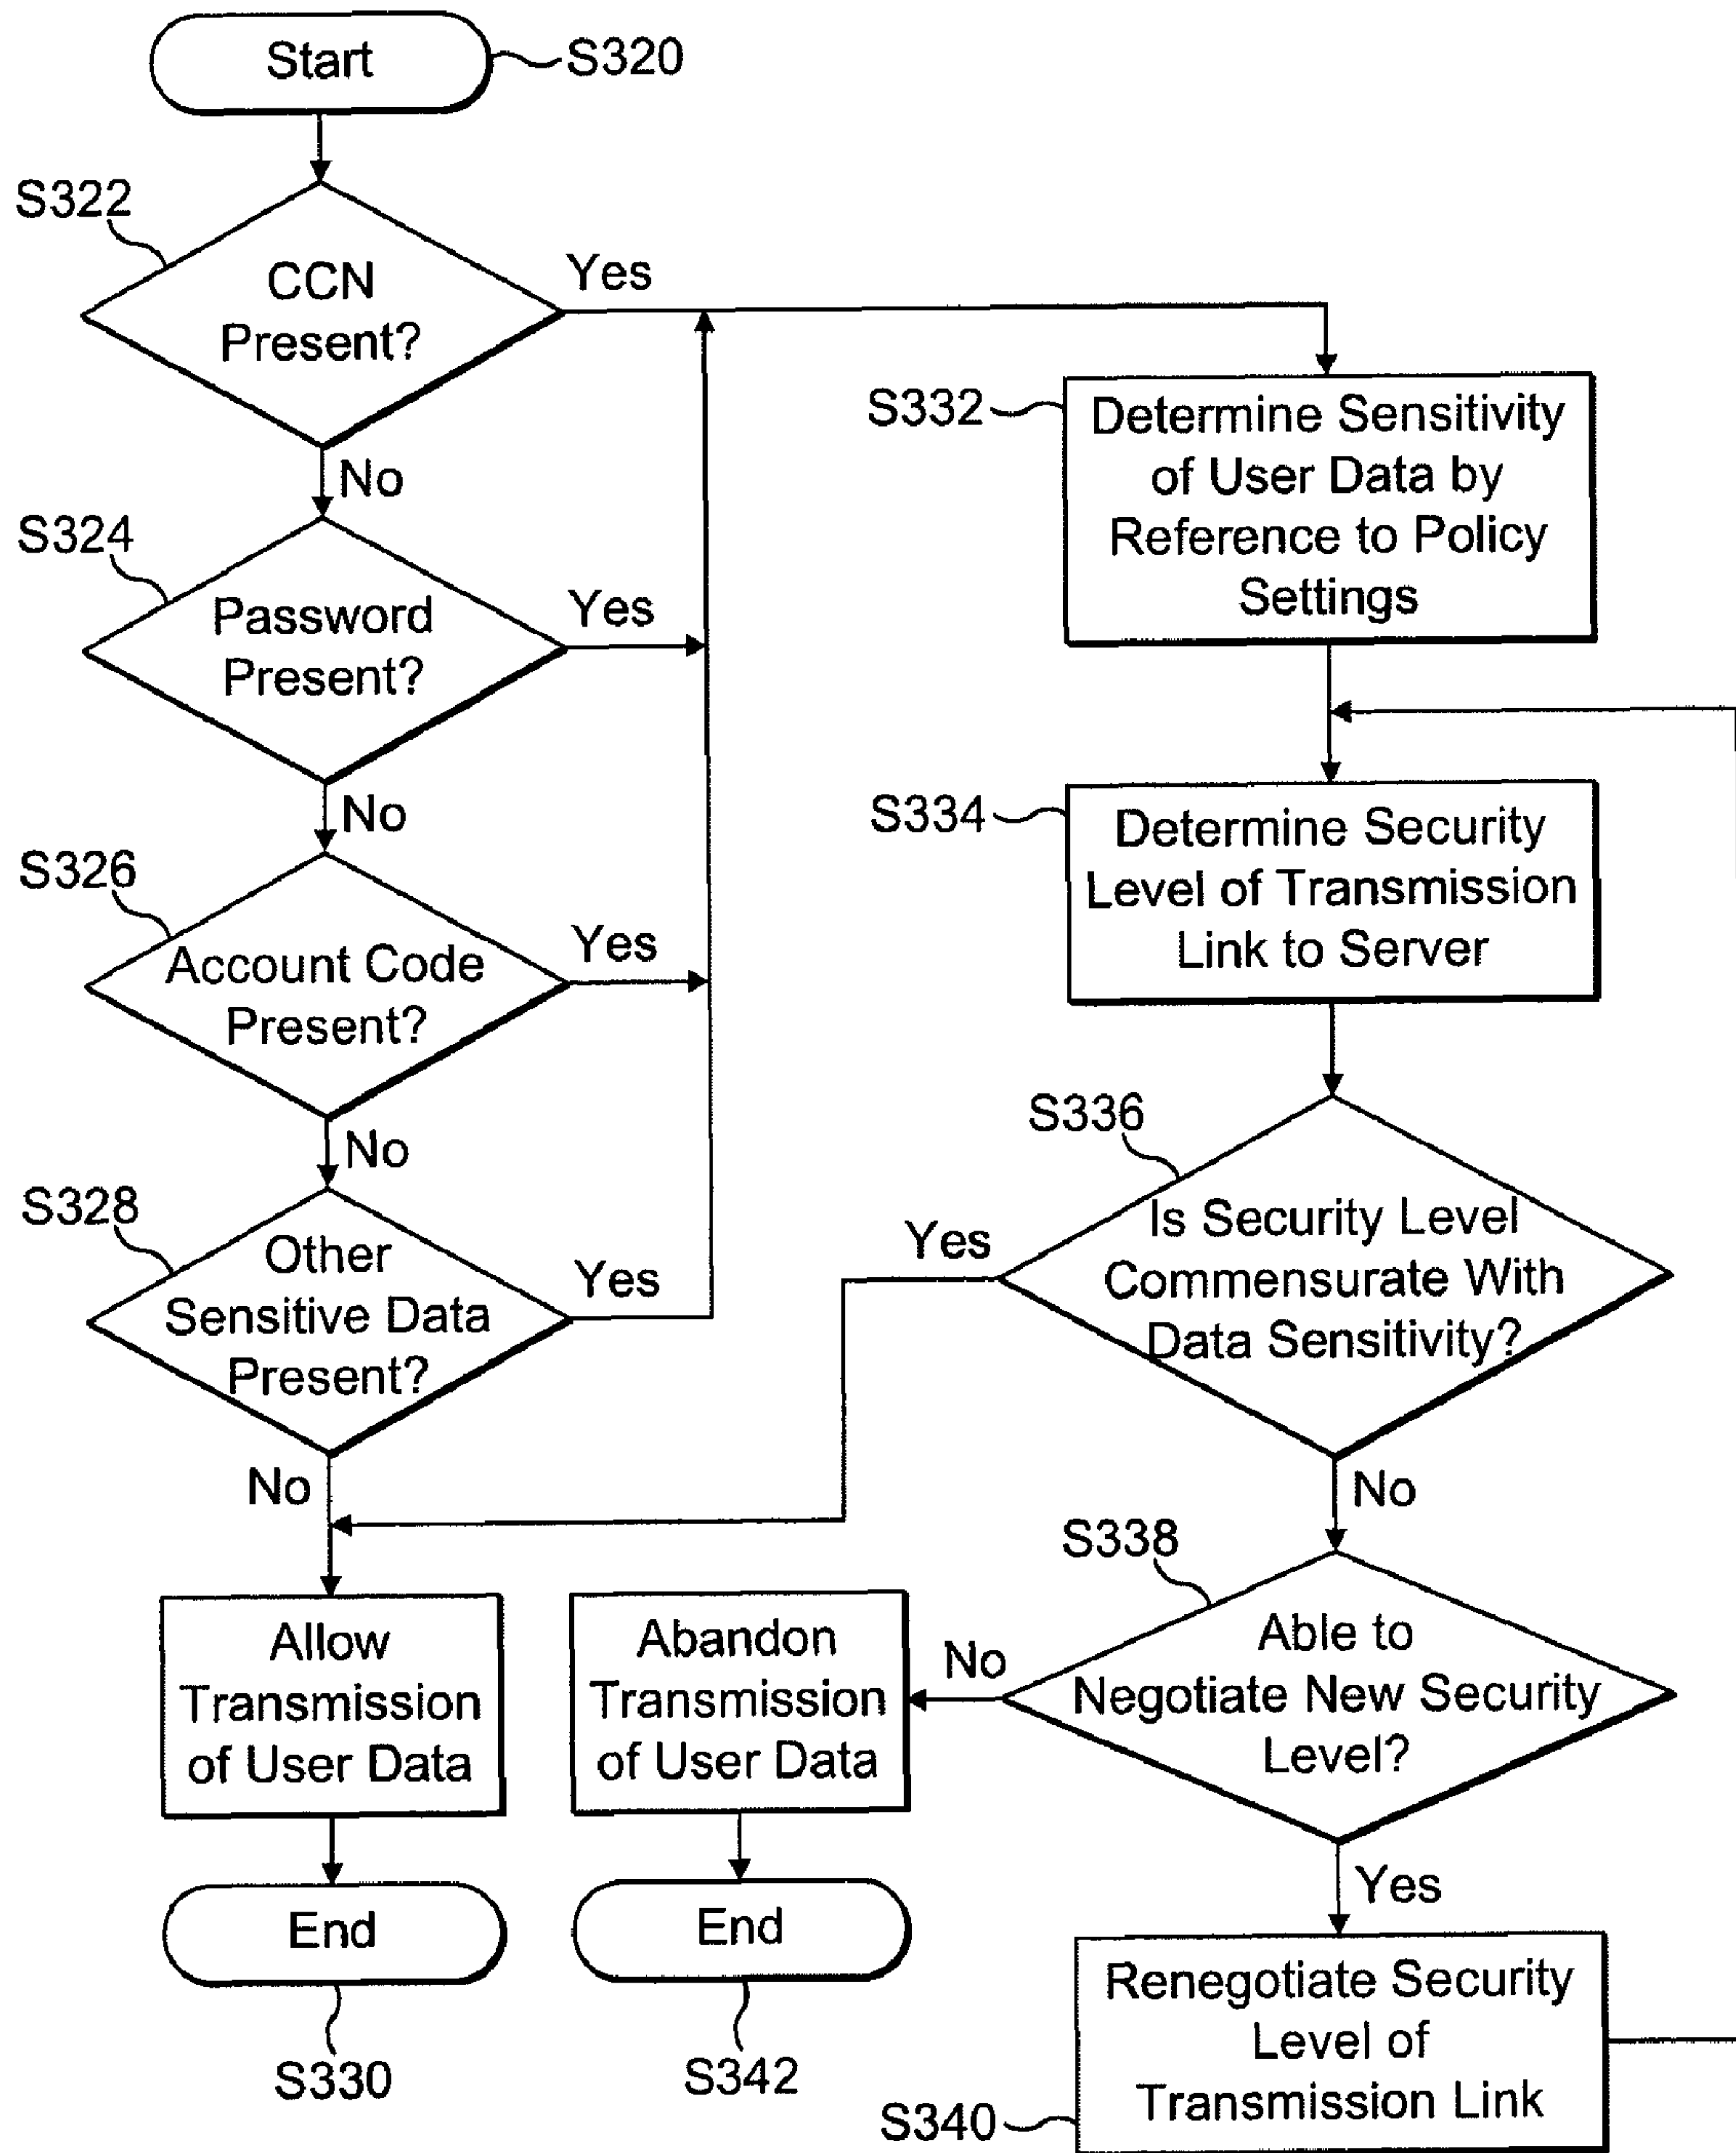 Start
S320
S322
CCN
Present?
Yes
No
S324
Password
Present?
Yes
No
S326
Account Code
Present?
Yes
No
S328
Other
Sensitive Data
Present?
Yes
No
Allow
Transmission
of User Data
End
S330
S332
Determine Sensitivity
of User Data by
Reference to Policy
Settings
S334
Determine Security
Level of Transmission
Link to Server
S336
Is Security Level
Commensurate With
Data Sensitivity?
Yes
No
S338
Able to
Negotiate New Security
Level?
No
Abandon
Transmission
of User Data
End
S342
Yes
Renegotiate Security
Level of
Transmission Link
S340